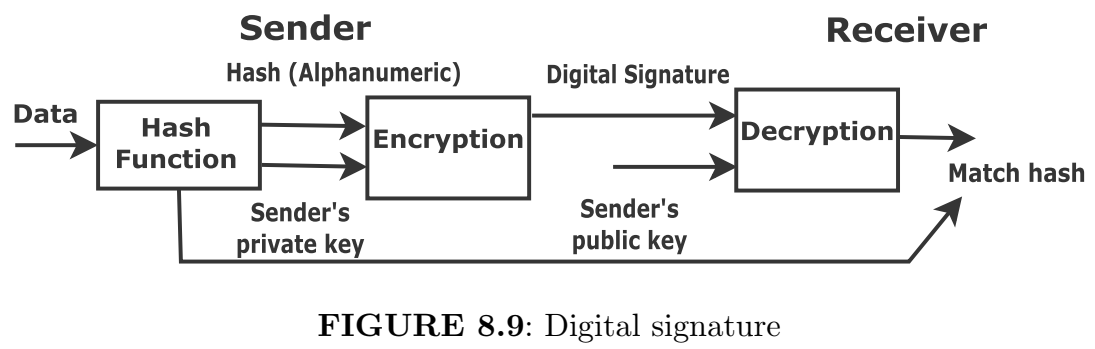 Sender
Receiver
Hash (Alphanumeric)
Digital Signature
Data
Hash
Function
Encryption
Decryption
Match hash
Sender's
private key
Sender's
public key
FIGURE 8.9: Digital signature